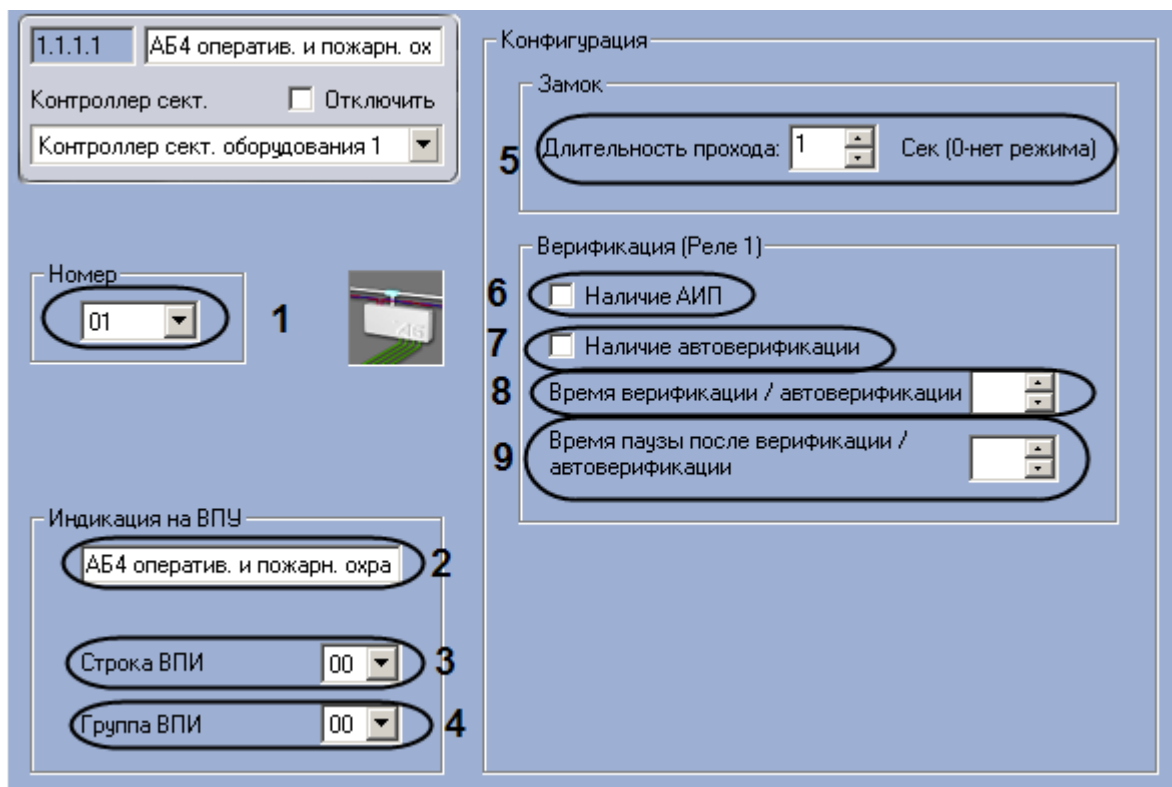 1.1.1.1 АБ4 оператив. и пожарн. ох
Контроллер сект. Отключить
Контроллер сект. оборудования 1
Номер
01
1
АБ
Индикация на ВПУ
АБ4 оператив. и пожарн. охра 2
Строка ВПИ 00 3
Группа ВПИ 00 4
Конфигурация
Замок
5 Длительность прохода: 1 Сек (0-нет режима)
Верификация (Реле 1)
6 Наличие АИП
7 Наличие автоверификации
8 Время верификации / автоверификации
9 Время паузы после верификации /
автоверификации